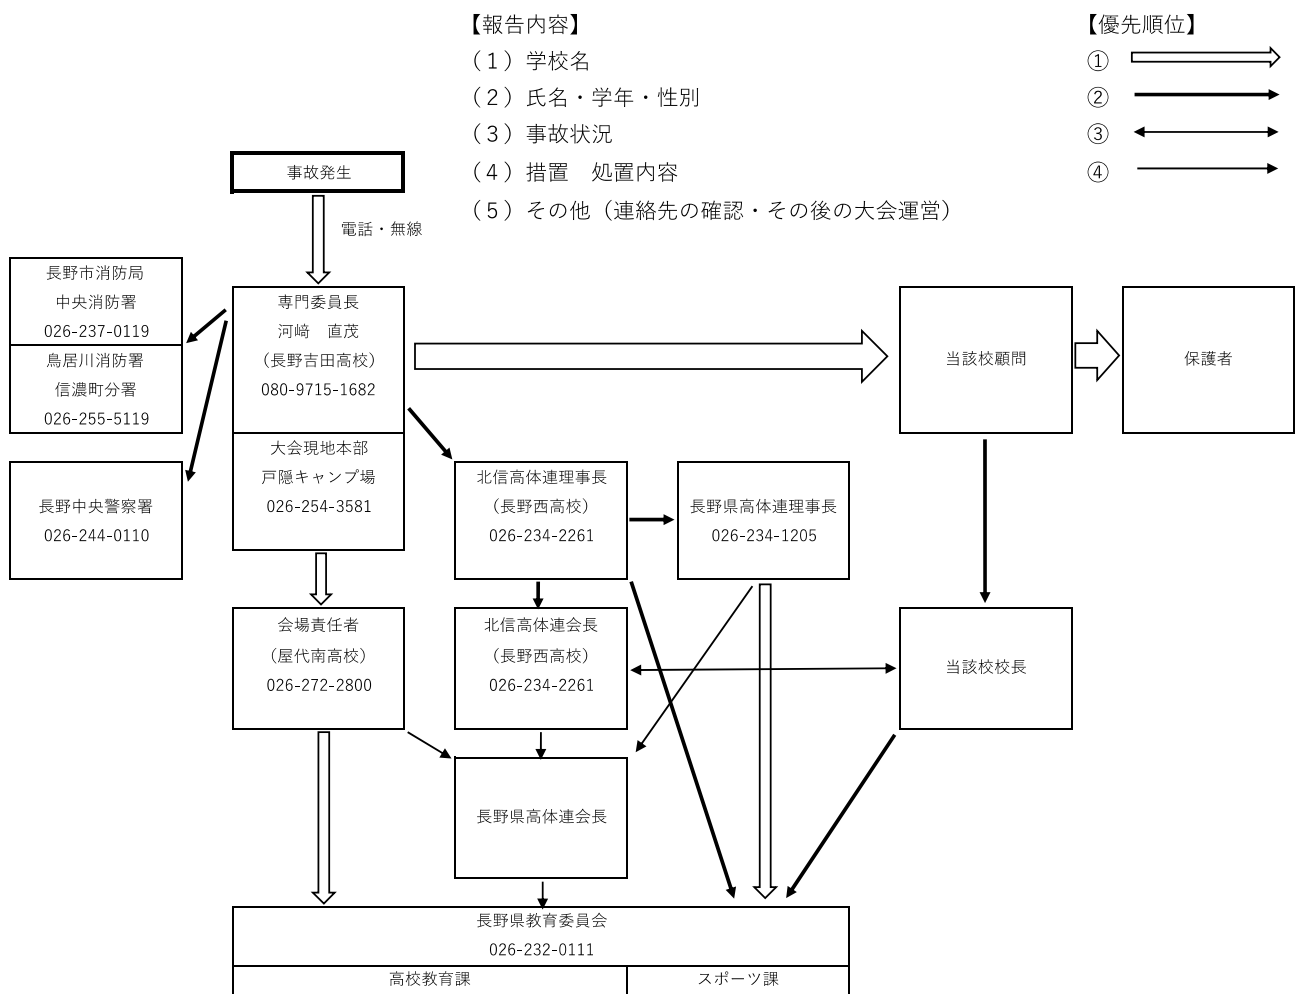 【報告内容】
（１）学校名
（２）氏名・学年・性別
（３）事故状況
（４）措置　処置内容
（５）その他（連絡先の確認・その後の大会運営）
【優先順位】
①
②
③
④
事故発生
電話・無線
長野市消防局
中央消防署
026-237-0119
鳥居川消防署
信濃町分署
026-255-5119
長野中央警察署
026-244-0110
専門委員長
河﨑　直茂
（長野吉田高校）
080-9715-1682
大会現地本部
戸隠キャンプ場
026-254-3581
当該校顧問
保護者
北信高体連理事長
（長野西高校）
026-234-2261
長野県高体連理事長
026-234-1205
会場責任者
（屋代南高校）
026-272-2800
北信高体連会長
（長野西高校）
026-234-2261
当該校校長
長野県高体連会長
長野県教育委員会
026-232-0111
高校教育課
スポーツ課